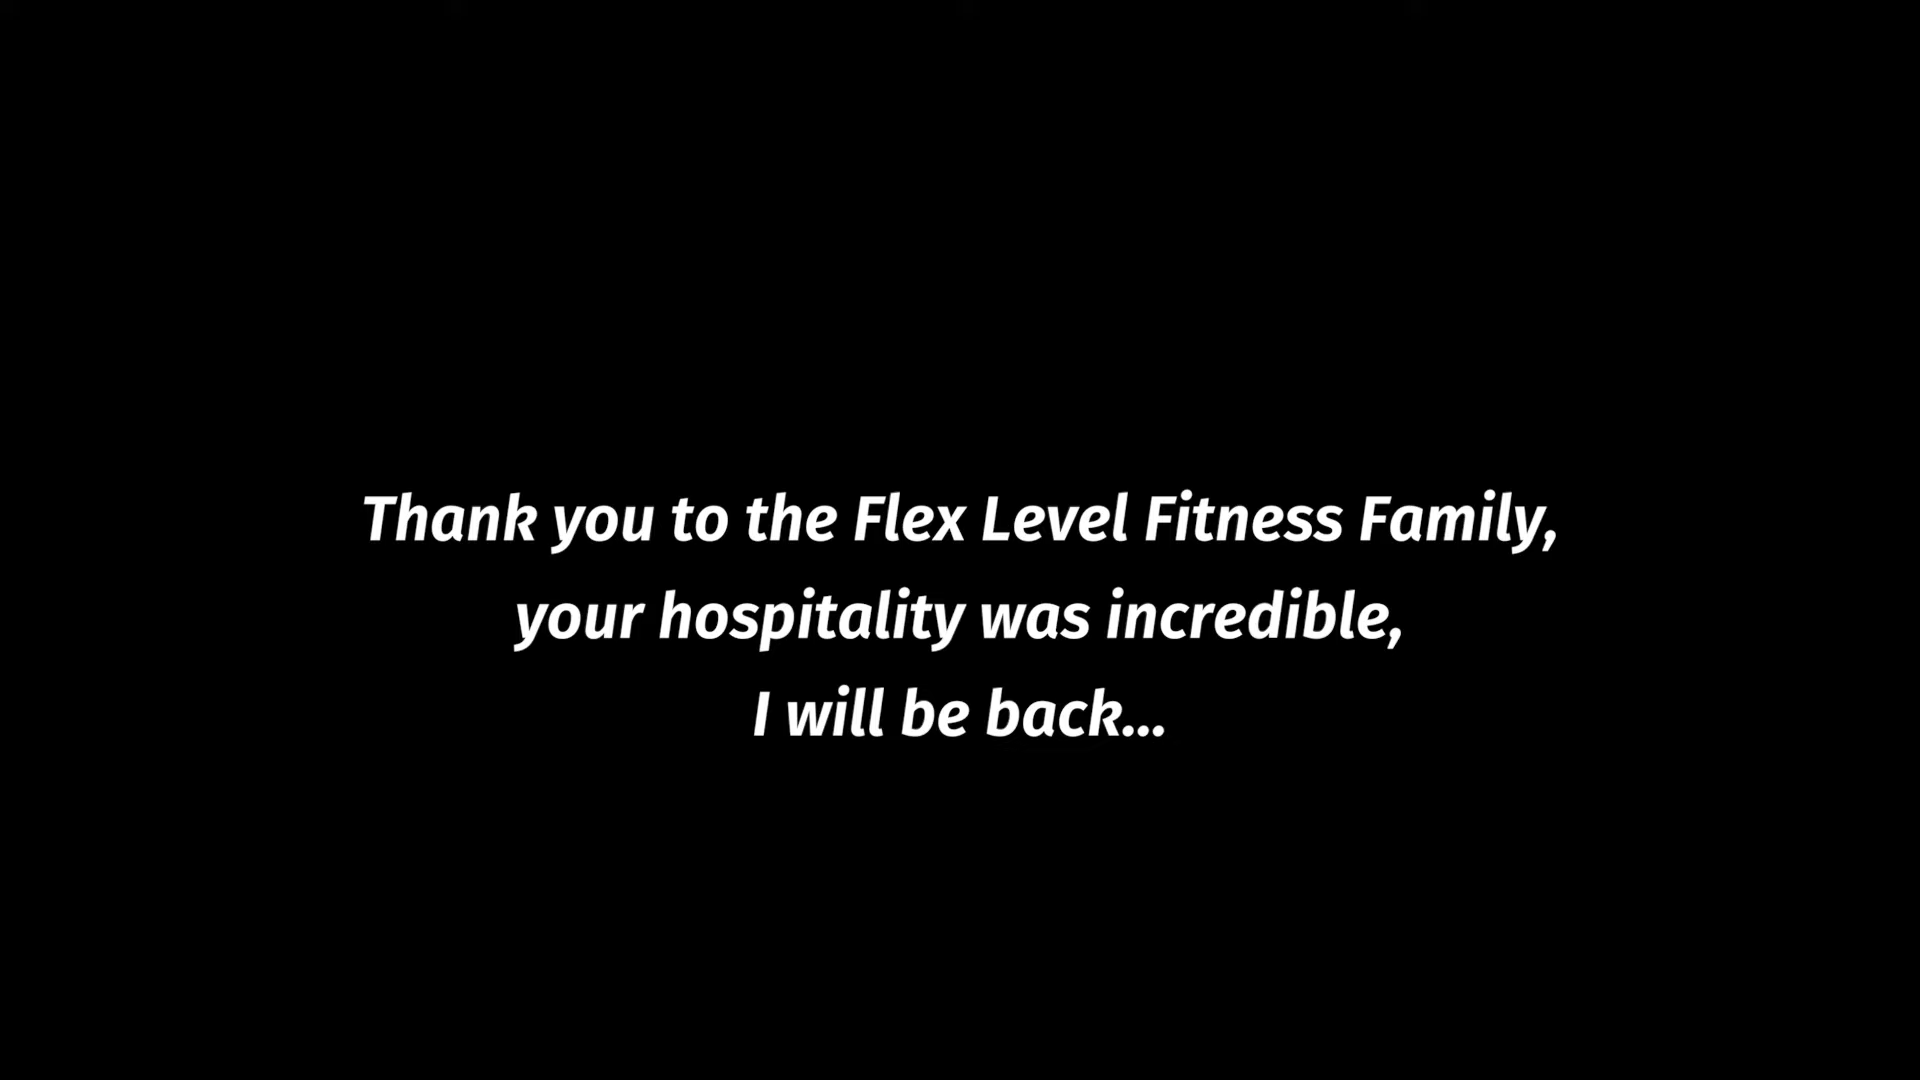 Thank you to the Flex Level Fitness Family,
your hospitality was incredible,
I will be back...